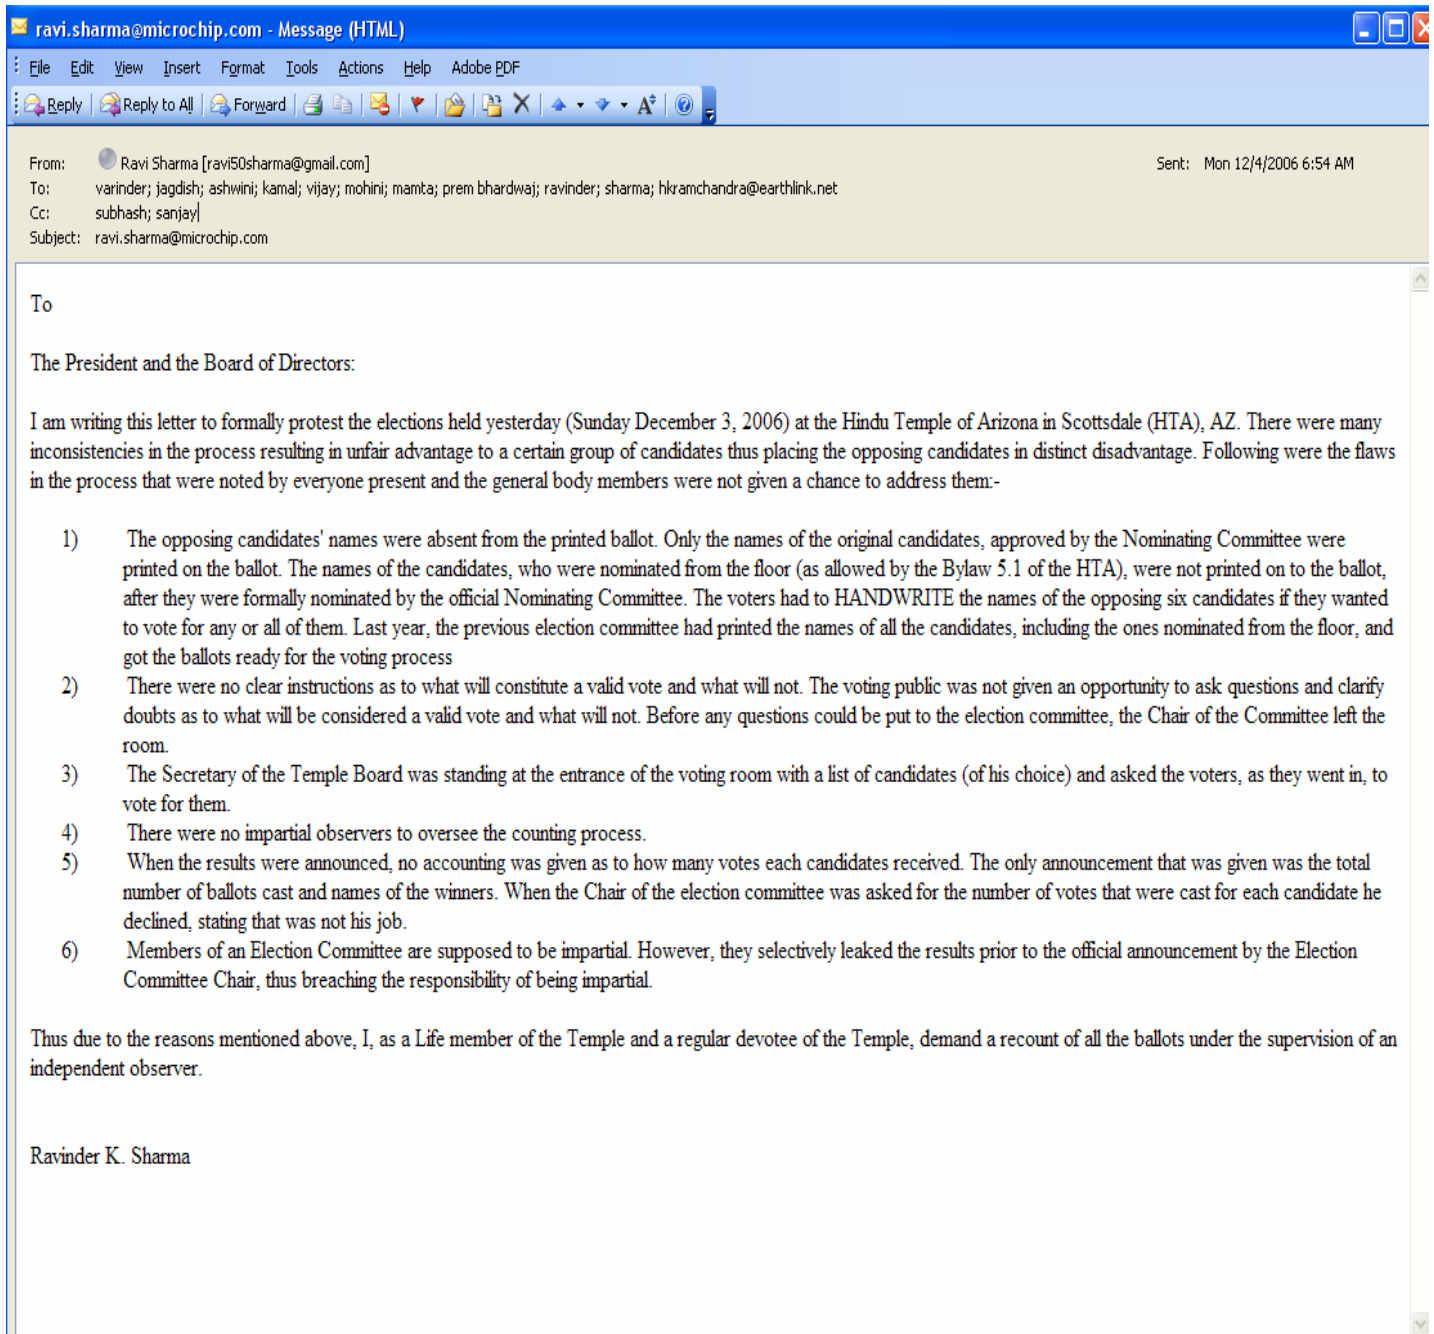 ravi.sharma@microchip.com - Message (HTML)
File Edit View Insert Format Tools Actions Help Adobe PDF
Reply Reply to All Forward
From: Ravi Sharma [ravi50sharma@gmail.com] Sent: Mon 12/4/2006 6:54 AM
To: varinder; jagdish; ashwini; kamal; vijay; mohini; mamta; prem bhardwaj; ravinder; sharma; hkramchandra@earthlink.net
Cc: subhash; sanjay
Subject: ravi.sharma@microchip.com
To
The President and the Board of Directors:
I am writing this letter to formally protest the elections held yesterday (Sunday December 3, 2006) at the Hindu Temple of Arizona in Scottsdale (HTA), AZ. There were many
inconsistencies in the process resulting in unfair advantage to a certain group of candidates thus placing the opposing candidates in distinct disadvantage. Following were the flaws
in the process that were noted by everyone present and the general body members were not given a chance to address them:-
1) The opposing candidates' names were absent from the printed ballot. Only the names of the original candidates, approved by the Nominating Committee were
printed on the ballot. The names of the candidates, who were nominated from the floor (as allowed by the Bylaw 5.1 of the HTA), were not printed on to the ballot,
after they were formally nominated by the official Nominating Committee. The voters had to HANDWRITE the names of the opposing six candidates if they wanted
to vote for any or all of them. Last year, the previous election committee had printed the names of all the candidates, including the ones nominated from the floor, and
got the ballots ready for the voting process
2) There were no clear instructions as to what will constitute a valid vote and what will not. The voting public was not given an opportunity to ask questions and clarify
doubts as to what will be considered a valid vote and what will not. Before any questions could be put to the election committee, the Chair of the Committee left the
room.
3) The Secretary of the Temple Board was standing at the entrance of the voting room with a list of candidates (of his choice) and asked the voters, as they went in, to
vote for them.
4) There were no impartial observers to oversee the counting process.
5) When the results were announced, no accounting was given as to how many votes each candidates received. The only announcement that was given was the total
number of ballots cast and names of the winners. When the Chair of the election committee was asked for the number of votes that were cast for each candidate he
declined, stating that was not his job.
6) Members of an Election Committee are supposed to be impartial. However, they selectively leaked the results prior to the official announcement by the Election
Committee Chair, thus breaching the responsibility of being impartial.
Thus due to the reasons mentioned above, I, as a Life member of the Temple and a regular devotee of the Temple, demand a recount of all the ballots under the supervision of an
independent observer.
Ravinder K. Sharma